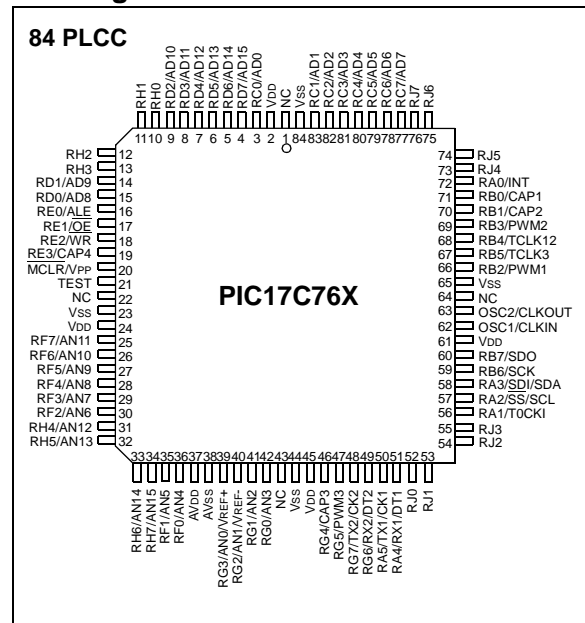 84 PLCC
RH1
RH0
RD2/AD10
RD3/AD11
RD4/AD12
RD5/AD13
RD6/AD14
RD7/AD15
RC0/AD0
VDD
NC
VSS
RC1/AD1
RC2/AD2
RC3/AD3
RC4/AD4
RC5/AD5
RC6/AD6
RC7/AD7
RJ7
RJ6
11 10 9 8 7 6 5 4 3 2 1 84 83 82 81 80 79 78 77 76 75
RH2 12
RH3 13
RD1/AD9 14
RD0/AD8 15
RE0/ALE 16
RE1/OE 17
RE2/WR 18
RE3/CAP4 19
MCLR/VPP 20
TEST 21
NC 22
VSS 23
VDD 24
RF7/AN11 25
RF6/AN10 26
RF5/AN9 27
RF4/AN8 28
RF3/AN7 29
RF2/AN6 30
RH4/AN12 31
RH5/AN13 32
PIC17C76X
74 RJ5
73 RJ4
72 RA0/INT
71 RB0/CAP1
70 RB1/CAP2
69 RB3/PWM2
68 RB4/TCLK12
67 RB5/TCLK3
66 RB2/PWM1
65 VSS
64 NC
63 OSC2/CLKOUT
62 OSC1/CLKIN
61 VDD
60 RB7/SDO
59 RB6/SCK
58 RA3/SDI/SDA
57 RA2/SS/SCL
56 RA1/T0CKI
55 RJ3
54 RJ2
33 34 35 36 37 38 39 40 41 42 43 44 45 46 47 48 49 50 51 52 53
RH6/AN14
RH7/AN15
RF1/AN5
RF0/AN4
AVDD
AVSS
RG3/AN0/VREF+
RG2/AN1/VREF-
RG1/AN2
RG0/AN3
NC
VSS
VDD
RG4/CAP3
RG5/PWM3
RG7/TX2/CK2
RG6/RX2/DT2
RA5/TX1/CK1
RA4/RX1/DT1
RJ0
RJ1